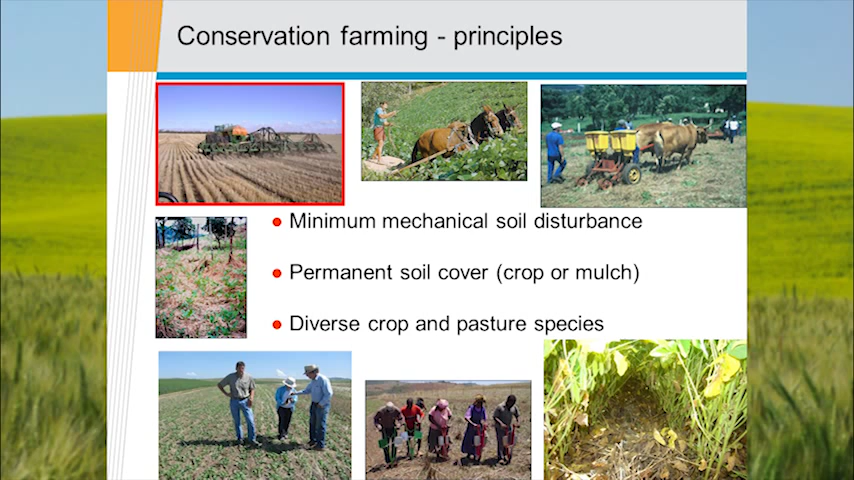 Conservation farming - principles
Minimum mechanical soil disturbance
Permanent soil cover (crop or mulch)
Diverse crop and pasture species